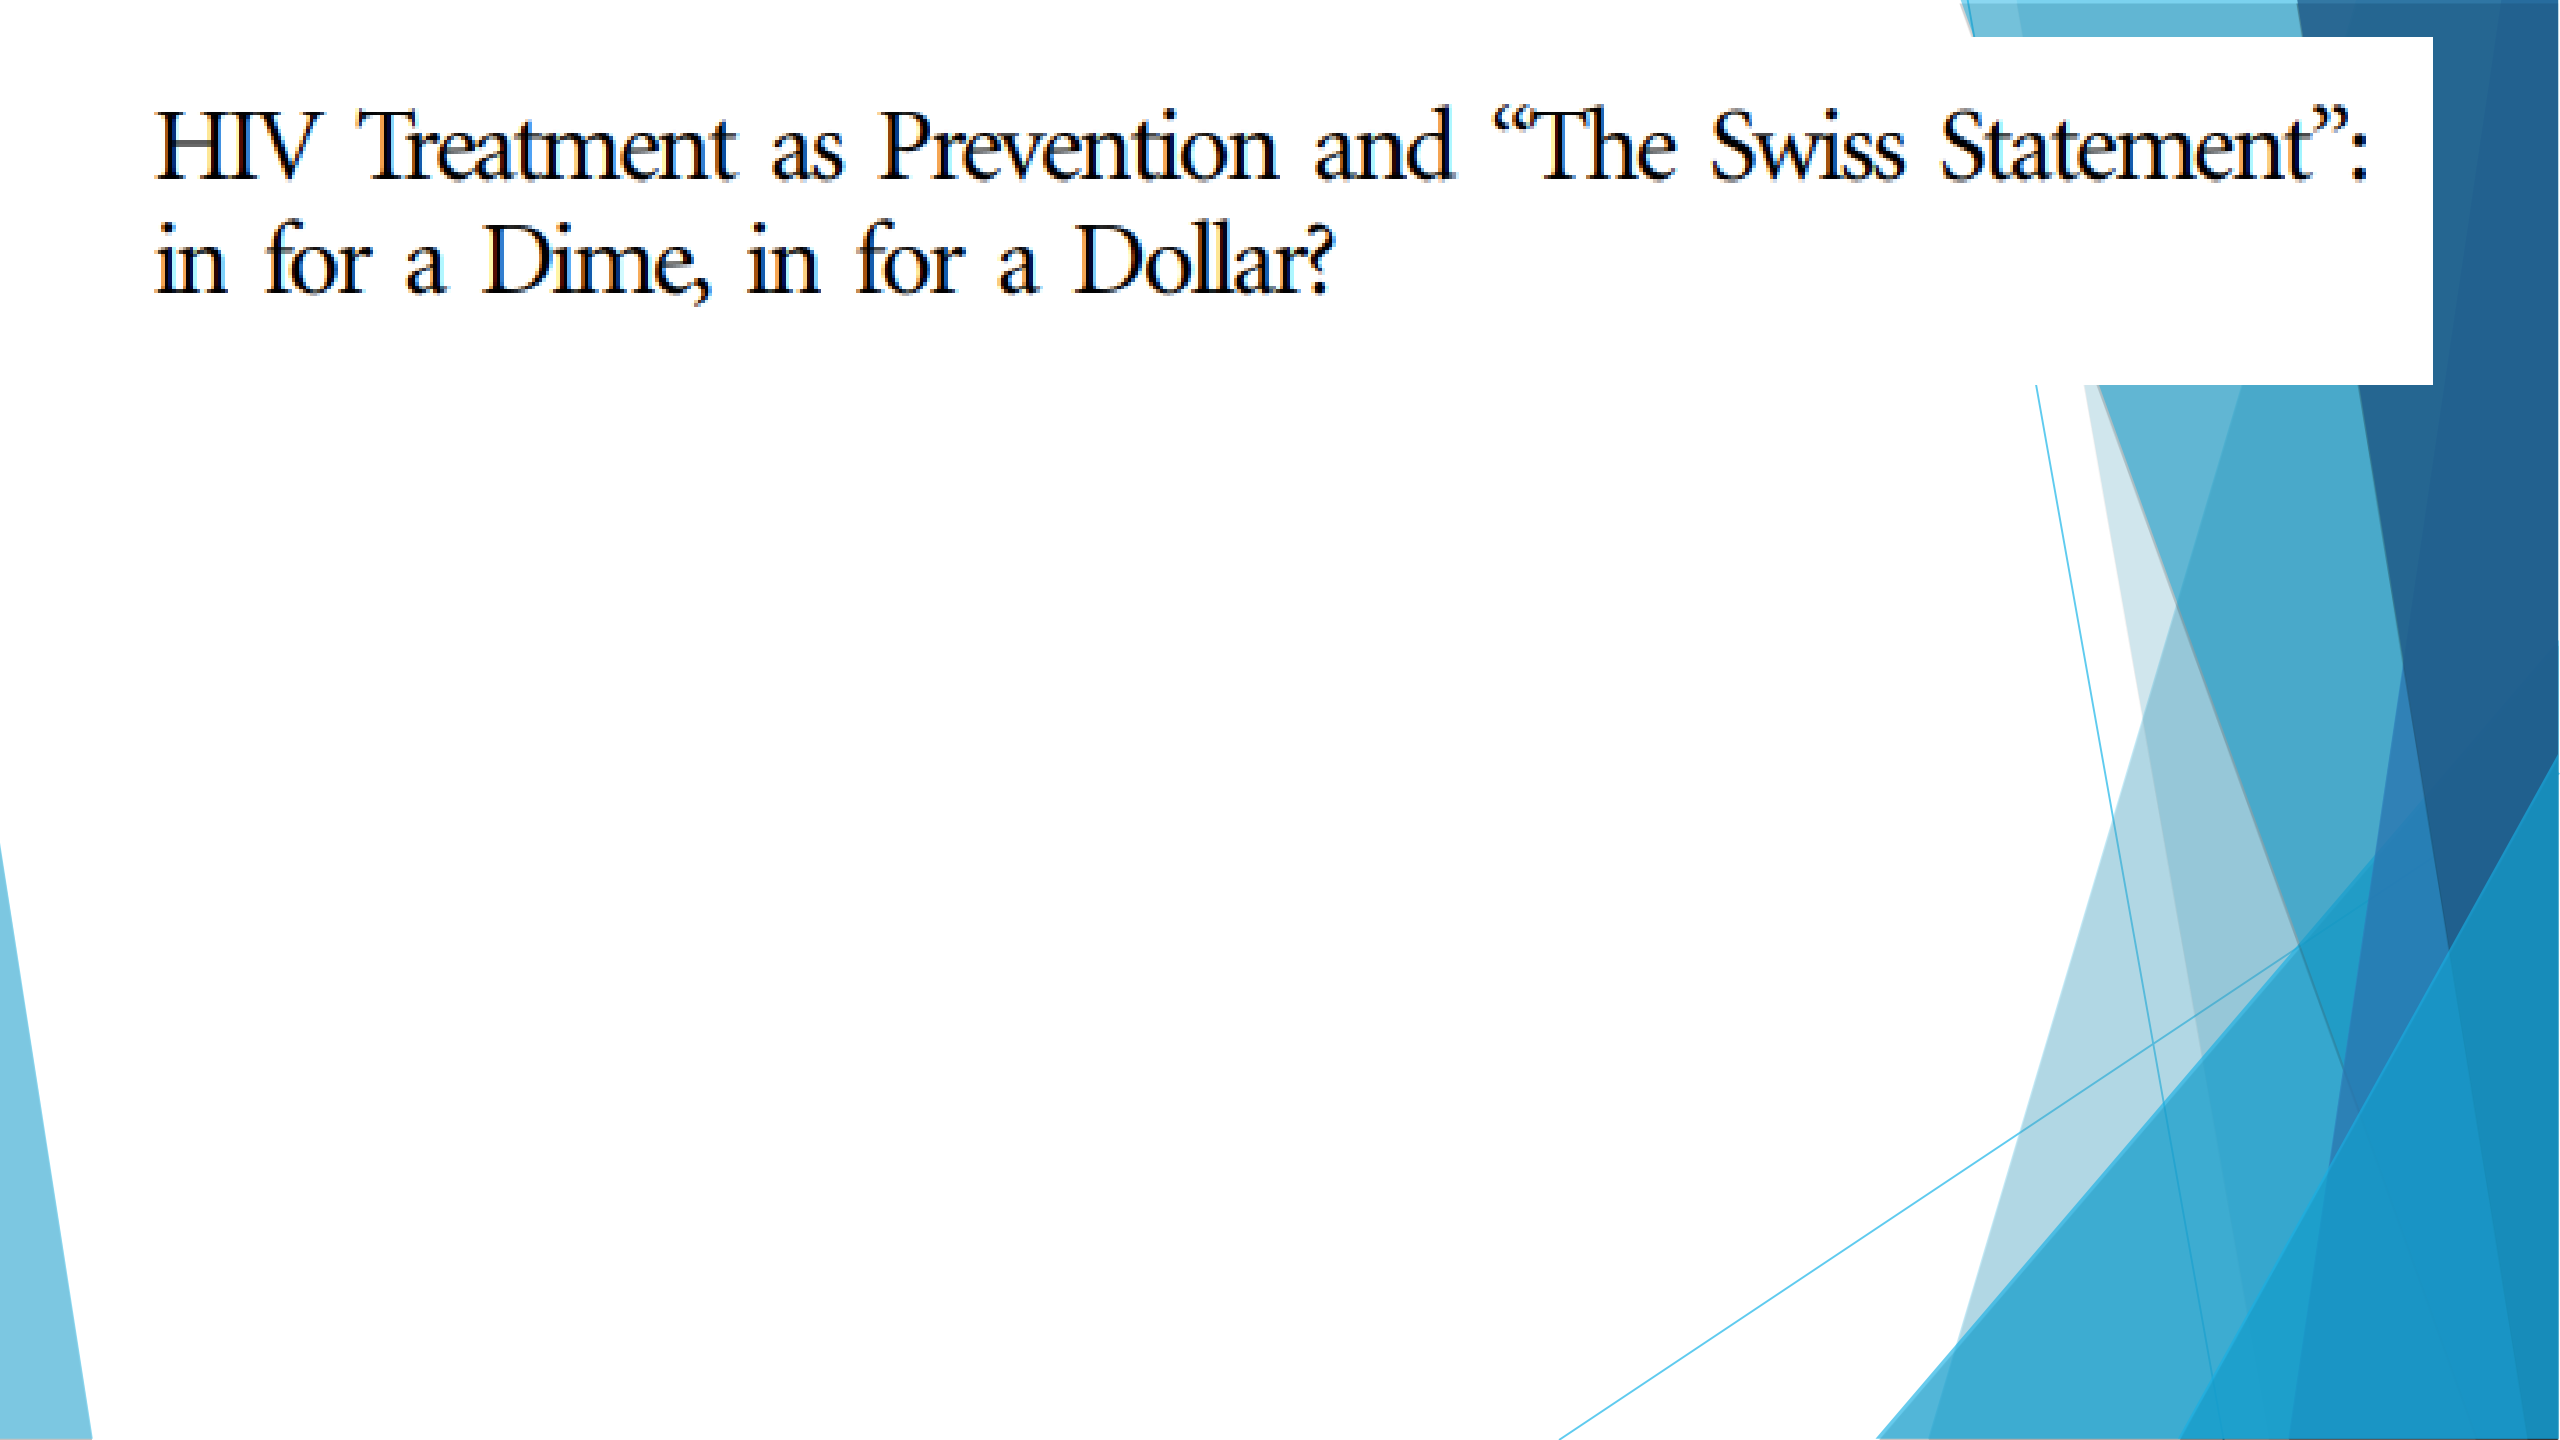 HIV Treatment as Prevention and “The Swiss Statement”:
in for a Dime, in for a Dollar?